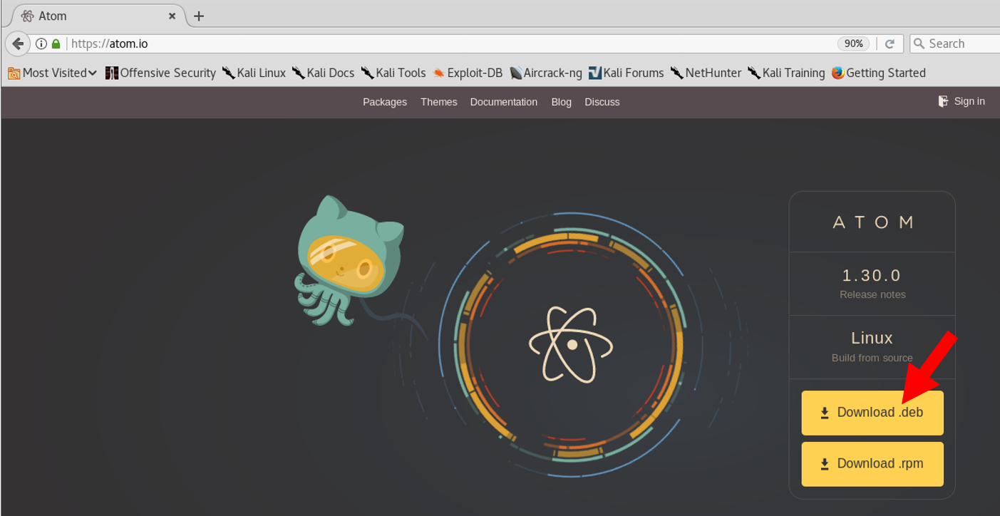 Atom
https://atom.io
90%
Search
Most Visited Offensive Security Kali Linux Kali Docs Kali Tools Exploit-DB Aircrack-ng Kali Forums NetHunter Kali Training Getting Started
Packages Themes Documentation Blog Discuss Sign in
ATOM
1.30.0
Release notes
Linux
Build from source
Download .deb
Download .rpm